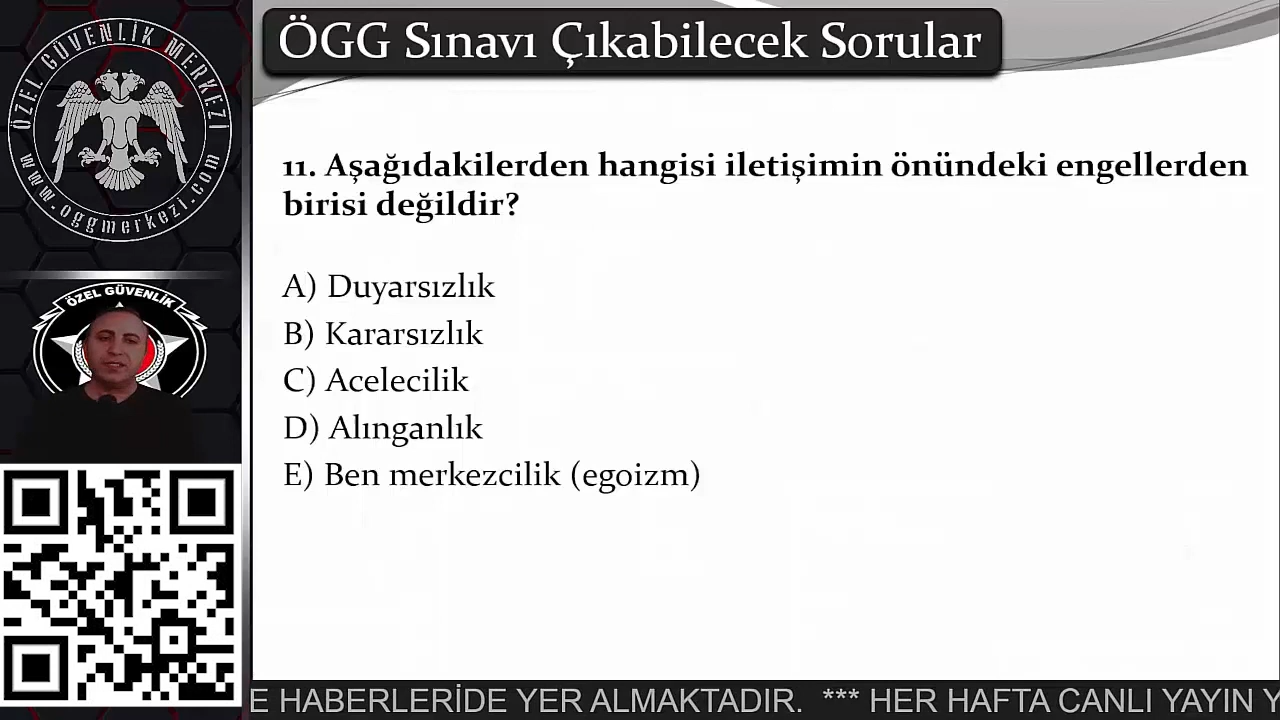 ÖGG Sınavı Çıkabilecek Sorular
ÖZEL GÜVENLİK MERKEZİ
www.oggmerkezi.com
11. Aşağıdakilerden hangisi iletişimin önündeki engellerden
birisi değildir?
A) Duyarsızlık
B) Kararsızlık
C) Acelecilik
D) Alınganlık
E) Ben merkezcilik (egoizm)
ÖZEL GÜVENLİK
E HABERLERİDE YER ALMAKTADIR. *** HER HAFTA CANLI YAYIN Y